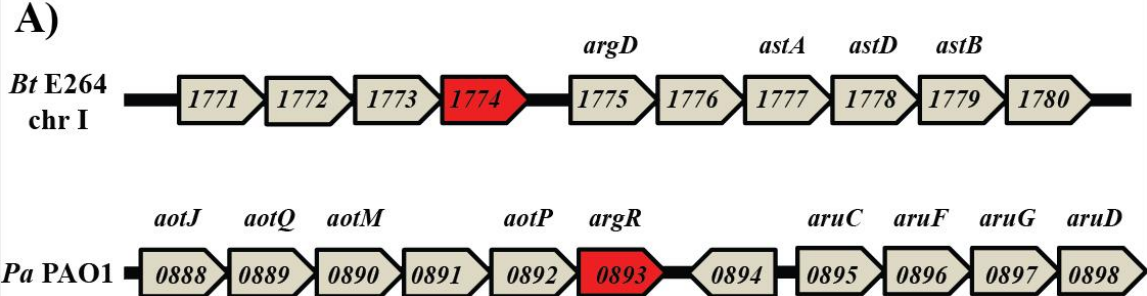 A)
argD astA astD astB
Bt E264
chr I
1771 1772 1773 1774 1775 1776 1777 1778 1779 1780
aotJ aotQ aotM aotP argR aruC aruF aruG aruD
Pa PAO1
0888 0889 0890 0891 0892 0893 0894 0895 0896 0897 0898